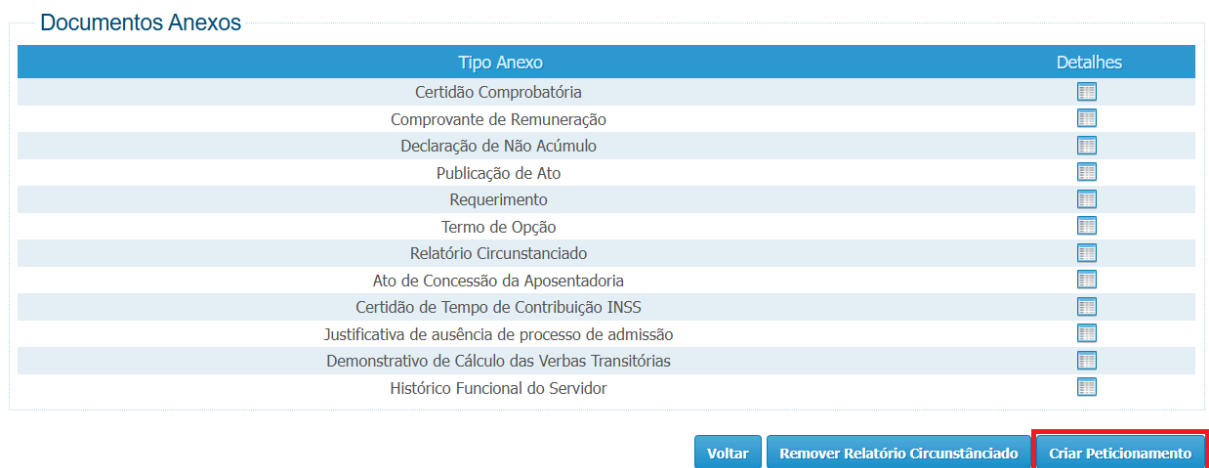 Documentos Anexos
Tipo Anexo Detalhes
Certidão Comprobatória
Comprovante de Remuneração
Declaração de Não Acúmulo
Publicação de Ato
Requerimento
Termo de Opção
Relatório Circunstanciado
Ato de Concessão da Aposentadoria
Certidão de Tempo de Contribuição INSS
Justificativa de ausência de processo de admissão
Demonstrativo de Cálculo das Verbas Transitórias
Histórico Funcional do Servidor
Voltar Remover Relatório Circunstânciado Criar Peticionamento